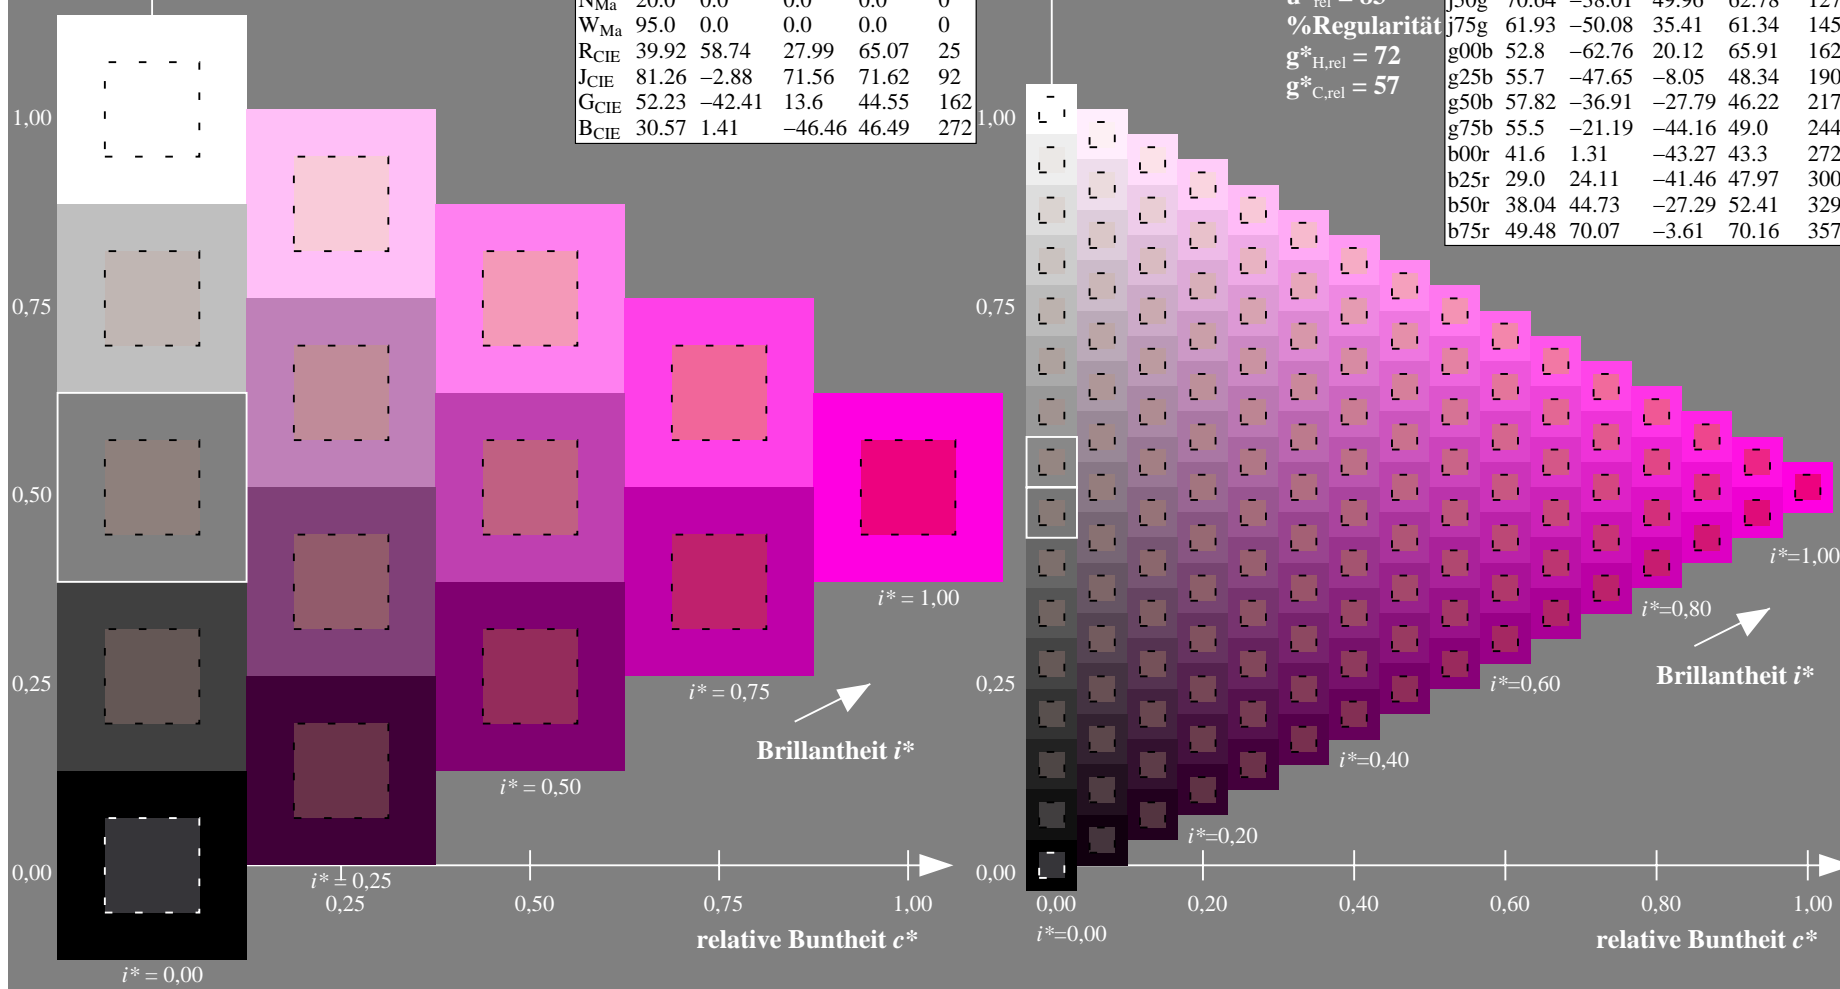 N_Ma 20.0 0.0 0.0 0.0 0
W_Ma 95.0 0.0 0.0 0.0 0
R_CIE 39.92 58.74 27.99 65.07 25
J_CIE 81.26 −2.88 71.56 71.62 92
G_CIE 52.23 −42.41 13.6 44.55 162
B_CIE 30.57 1.41 −46.46 46.49 272
%Regularität
g*H,rel = 72
g*C,rel = 57
j50g 70.64 −38.01 49.96 62.78 127
j75g 61.93 −50.08 35.41 61.34 145
g00b 52.8 −62.76 20.12 65.91 162
g25b 55.7 −47.65 −8.05 48.34 190
g50b 57.82 −36.91 −27.79 46.22 217
g75b 55.5 −21.19 −44.16 49.0 244
b00r 41.6 1.31 −43.27 43.3 272
b25r 29.0 24.11 −41.46 47.97 300
b50r 38.04 44.73 −27.29 52.41 329
b75r 49.48 70.07 −3.61 70.16 357
1,00
0,75
0,50
0,25
0,00
i* = 1,00
i* = 0,75
Brillantheit i*
i* = 0,50
i* = 0,25
0,25 0,50 0,75 1,00
relative Buntheit c*
i* = 0,00
1,00
0,75
0,50
0,25
0,00
i*=1,00
i*=0,80
Brillantheit i*
i*=0,60
i*=0,40
i*=0,20
0,00 0,20 0,40 0,60 0,80 1,00
i*=0,00
relative Buntheit c*